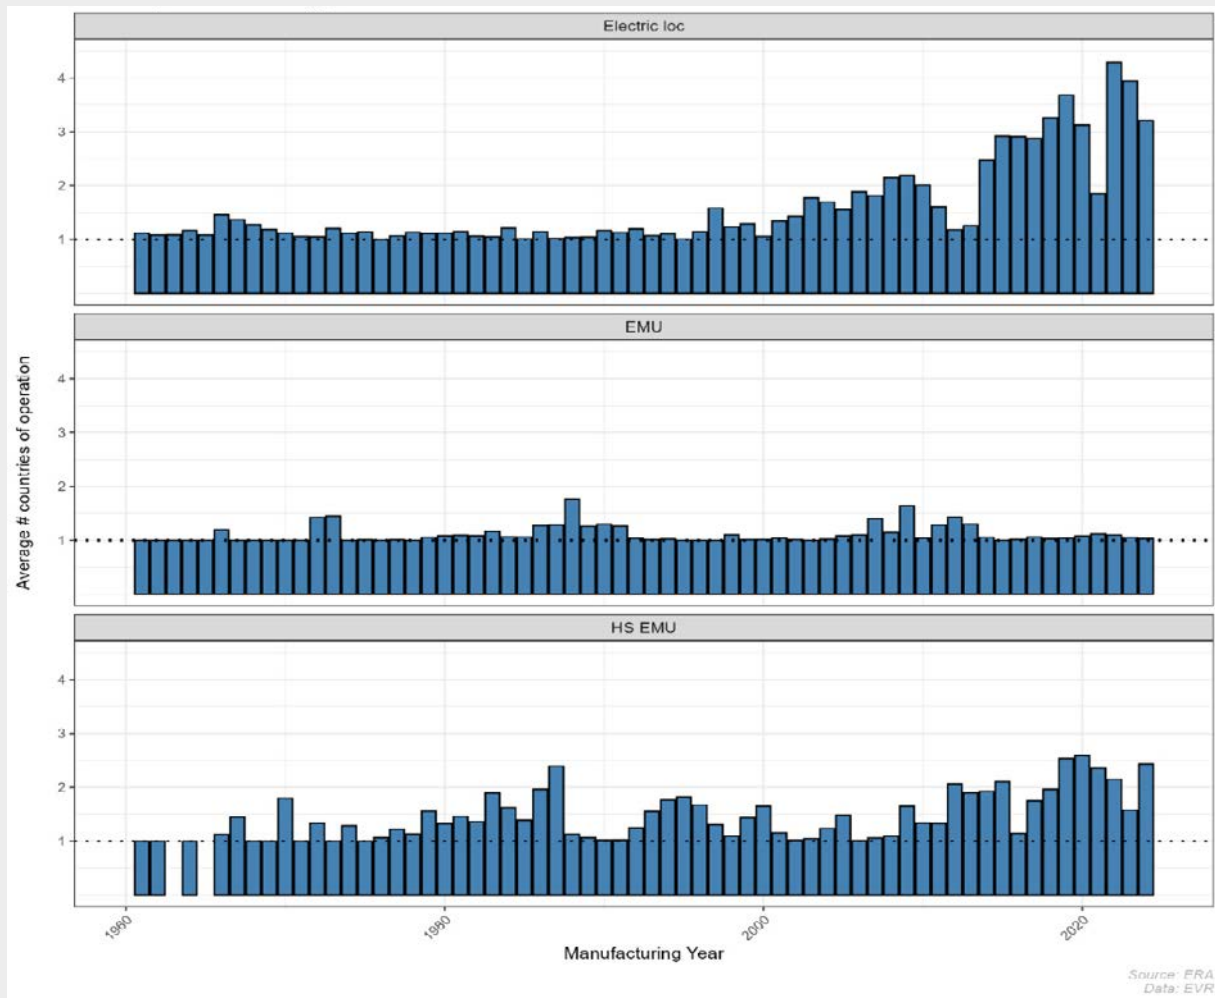 Electric loc
4
3
2
1
EMU
4
3
2
1
HS EMU
4
3
2
1
Average # countries of operation
1960
1980
2000
2020
Manufacturing Year
Source: ERA
Data: EVR